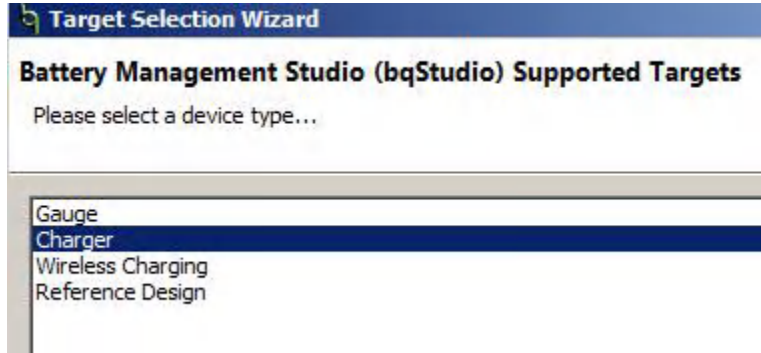 Target Selection Wizard
Battery Management Studio (bqStudio) Supported Targets
Please select a device type...
Gauge
Charger
Wireless Charging
Reference Design